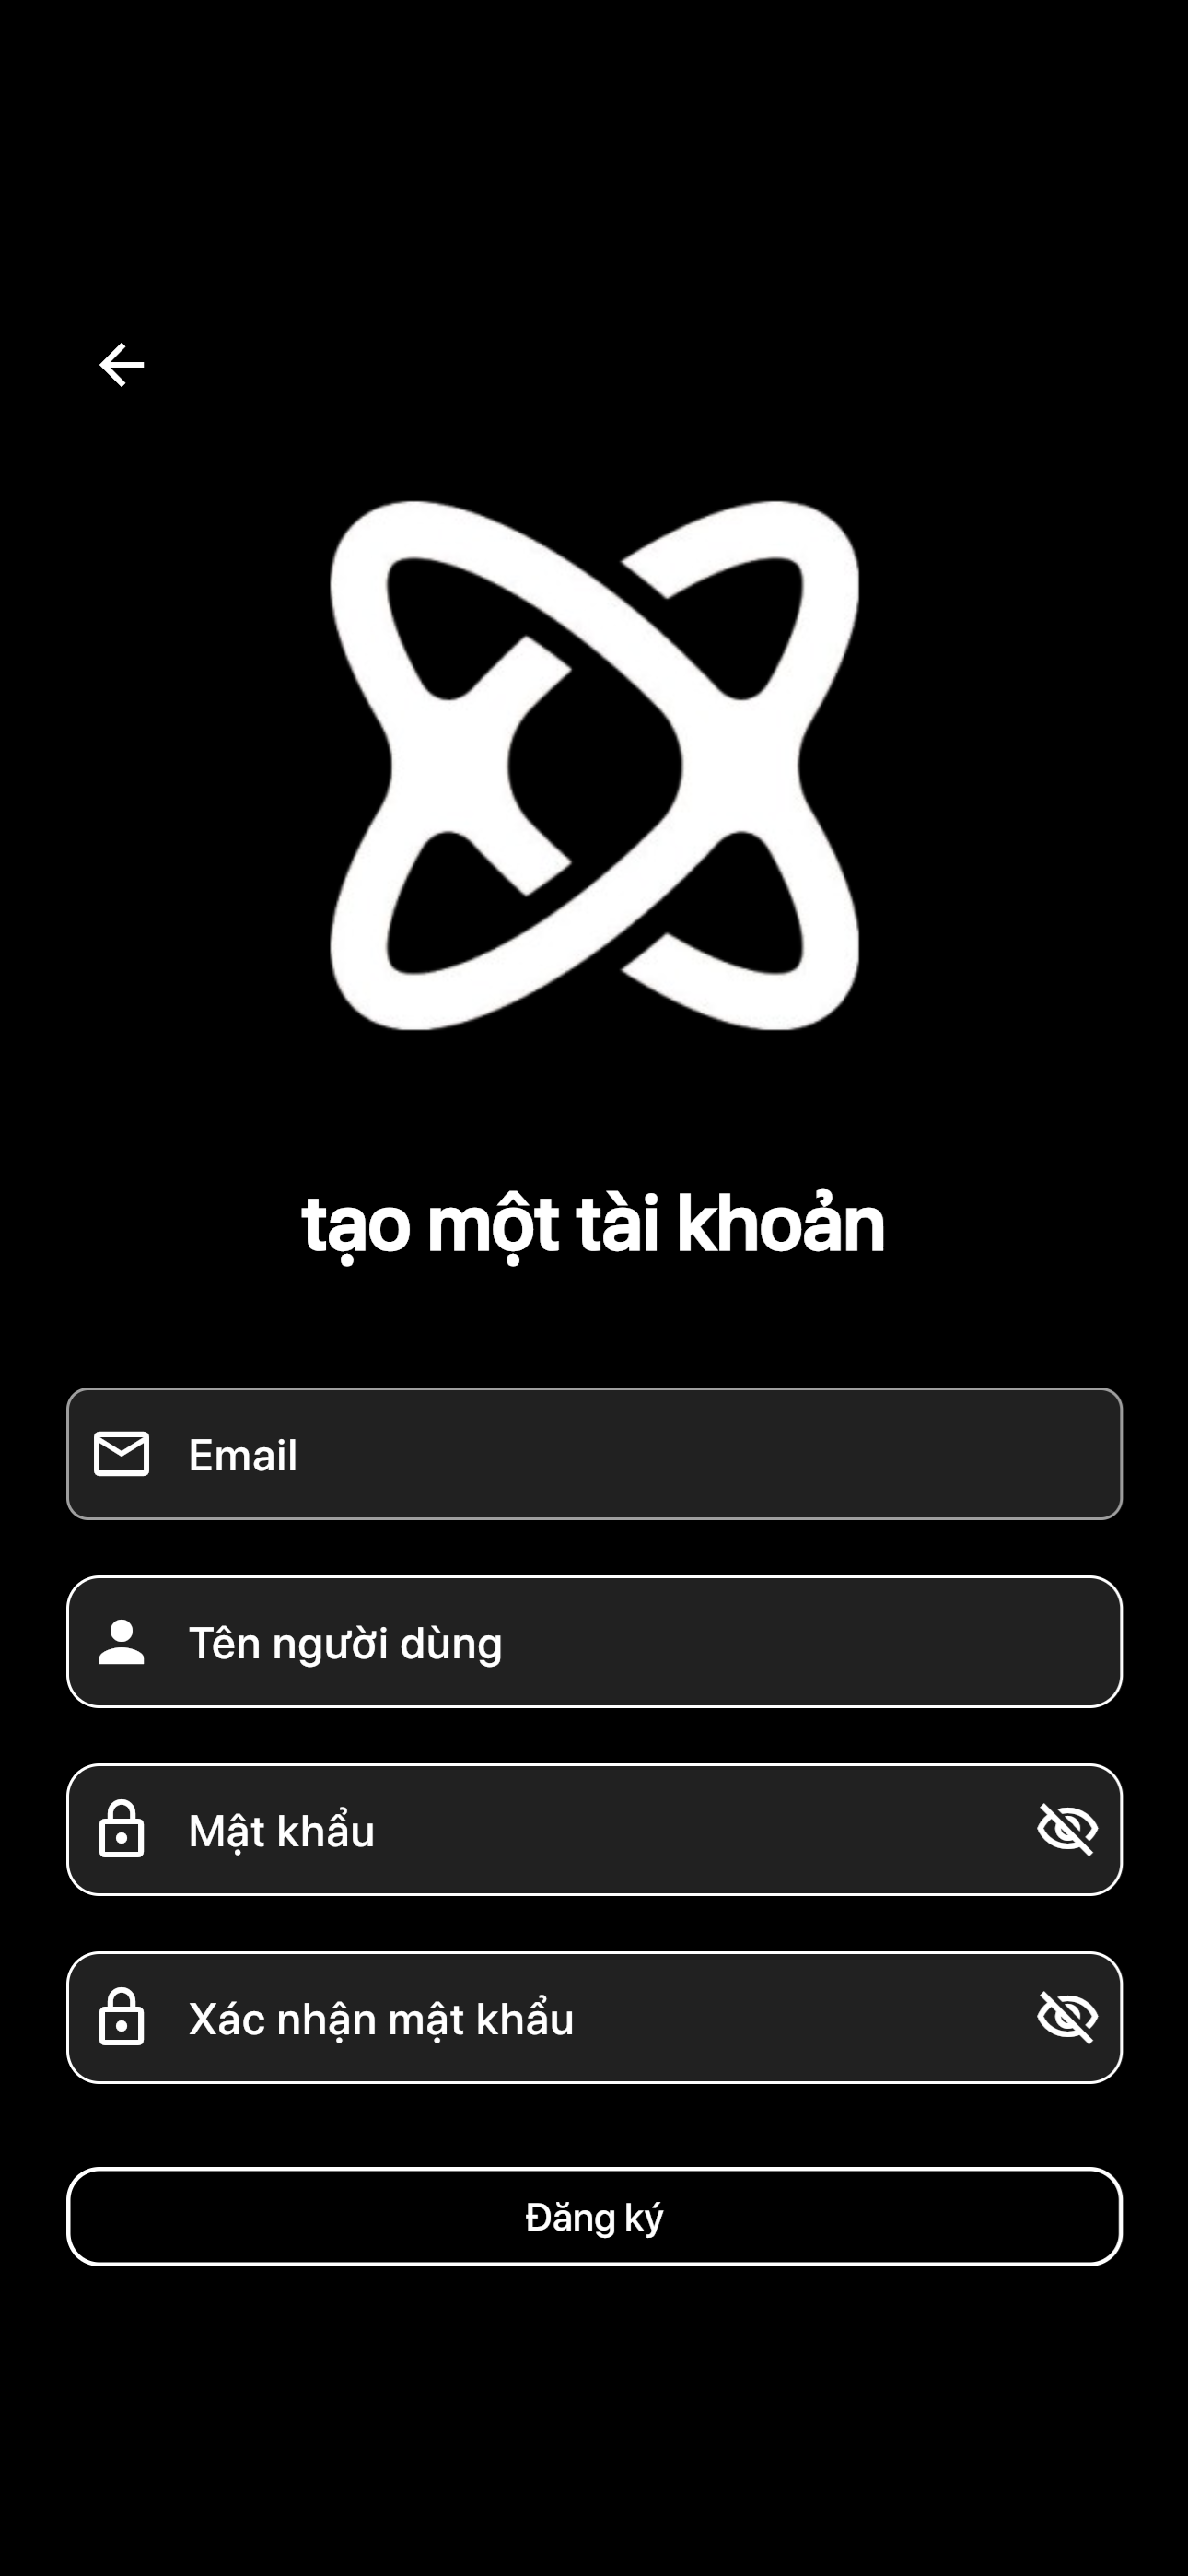 tạo một tài khoản
Email
Tên người dùng
Mật khẩu
Xác nhận mật khẩu
Đăng ký